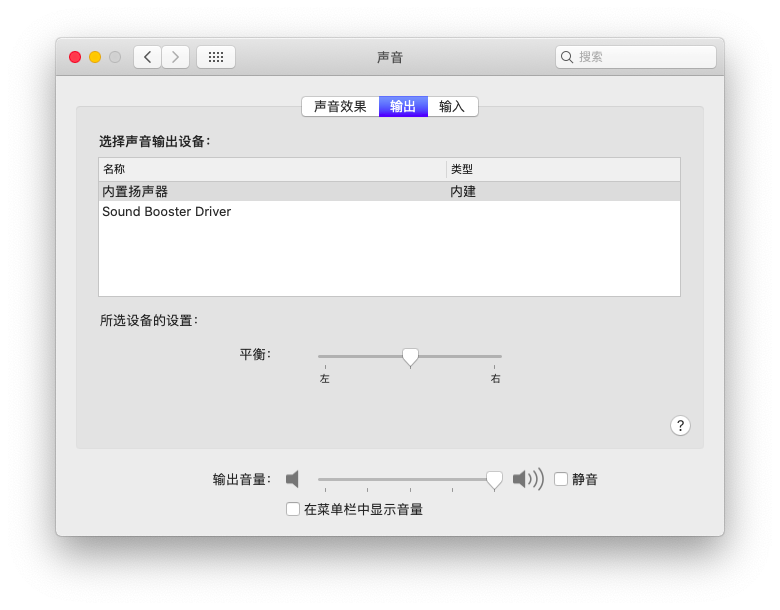 声音
搜索
声音效果 输出 输入
选择声音输出设备：
名称 类型
内置扬声器 内建
Sound Booster Driver
所选设备的设置：
平衡：
左 右
?
输出音量： 静音
在菜单栏中显示音量